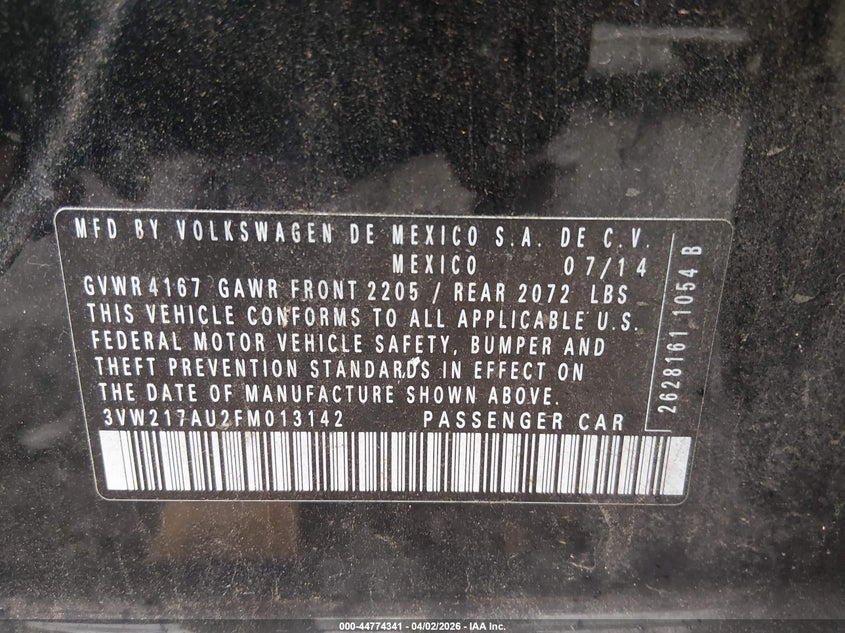 MFD BY VOLKSWAGEN DE MEXICO S.A. DE C.V.
MEXICO 07/14
GVWR 4167 GAWR FRONT 2205 / REAR 2072 LBS
THIS VEHICLE CONFORMS TO ALL APPLICABLE U.S.
FEDERAL MOTOR VEHICLE SAFETY, BUMPER AND
THEFT PREVENTION STANDARDS IN EFFECT ON
THE DATE OF MANUFACTURE SHOWN ABOVE.
3VW217AU2FM013142 PASSENGER CAR
2628161 1054 B
000-44774341 - 04/02/2026 - IAA Inc.